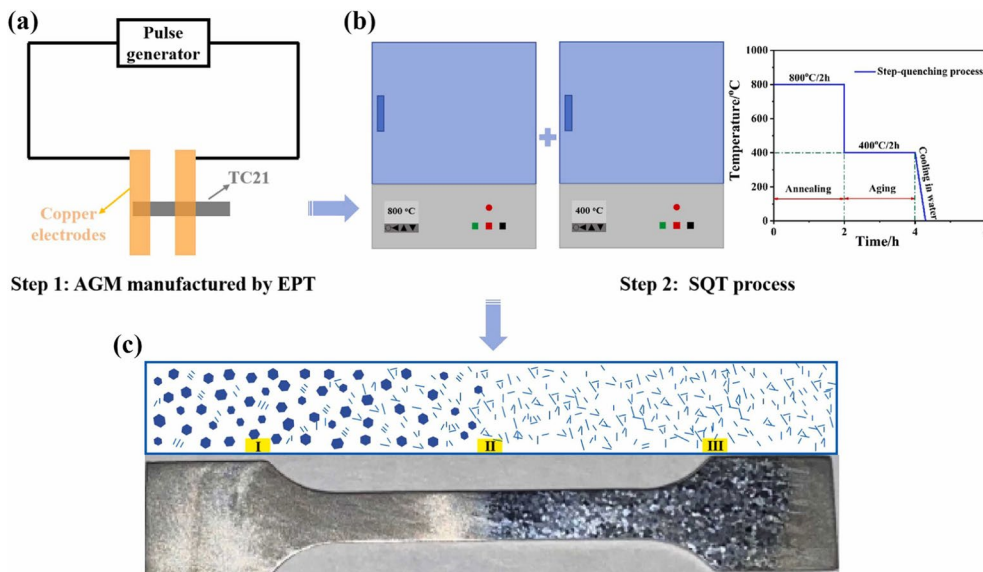 (a)
Pulse
generator
TC21
Copper
electrodes
Step 1: AGM manufactured by EPT
(b)
800 °C
400 °C
1000
800
600
400
200
0
Temperature/°C
800°C/2h
Step-quenching process
400°C/2h
Cooling in
water
Annealing
Aging
0
2
4
6
Time/h
Step 2: SQT process
(c)
I
II
III